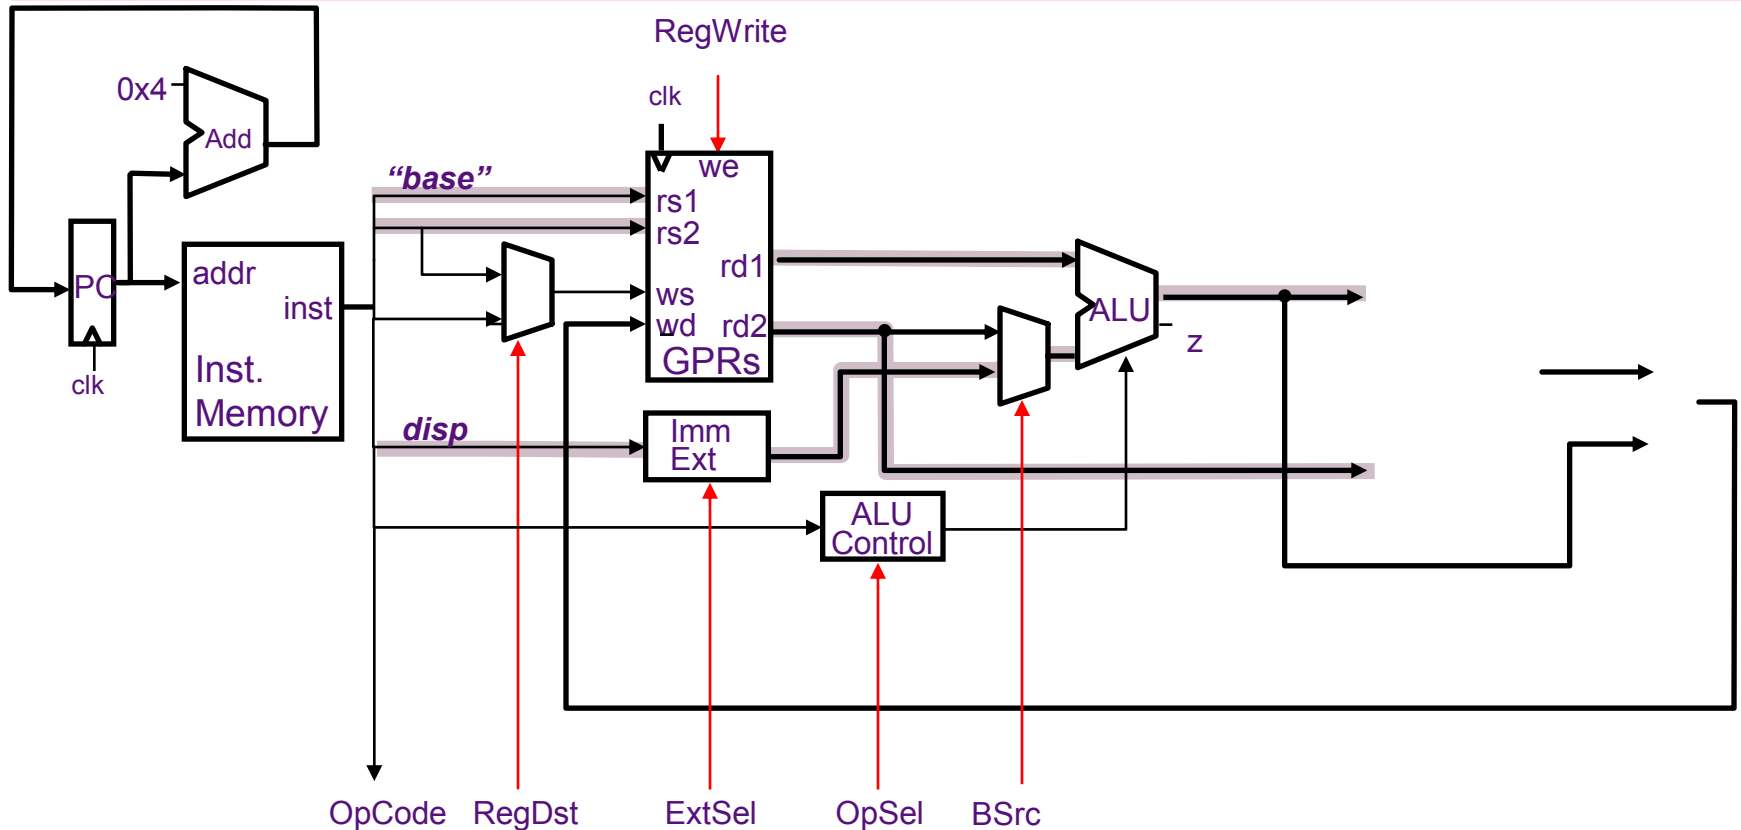 RegWrite
0x4
clk
Add
we
“base”
rs1
rs2
addr
rd1
PC
inst
ws
ALU
wd
rd2
z
GPRs
Inst.
Memory
clk
disp
Imm
Ext
ALU
Control
OpCode
RegDst
ExtSel
OpSel
BSrc